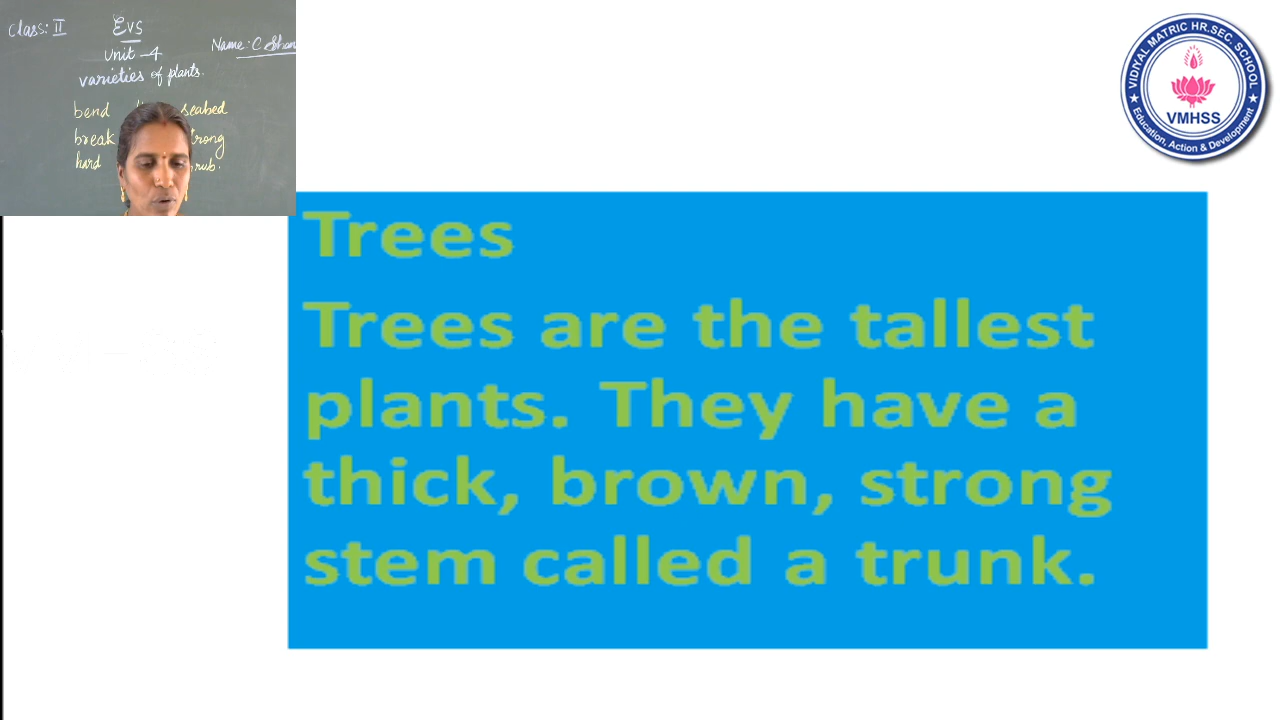 Class: II
EVS
Unit - 4
Name: C
varieties of plants.
bend
seabed
break
hard
VIDIYAL MATRIC HR.SEC. SCHOOL
VMHSS
Education, Action & Development
Trees
Trees are the tallest
plants. They have a
thick, brown, strong
stem called a trunk.